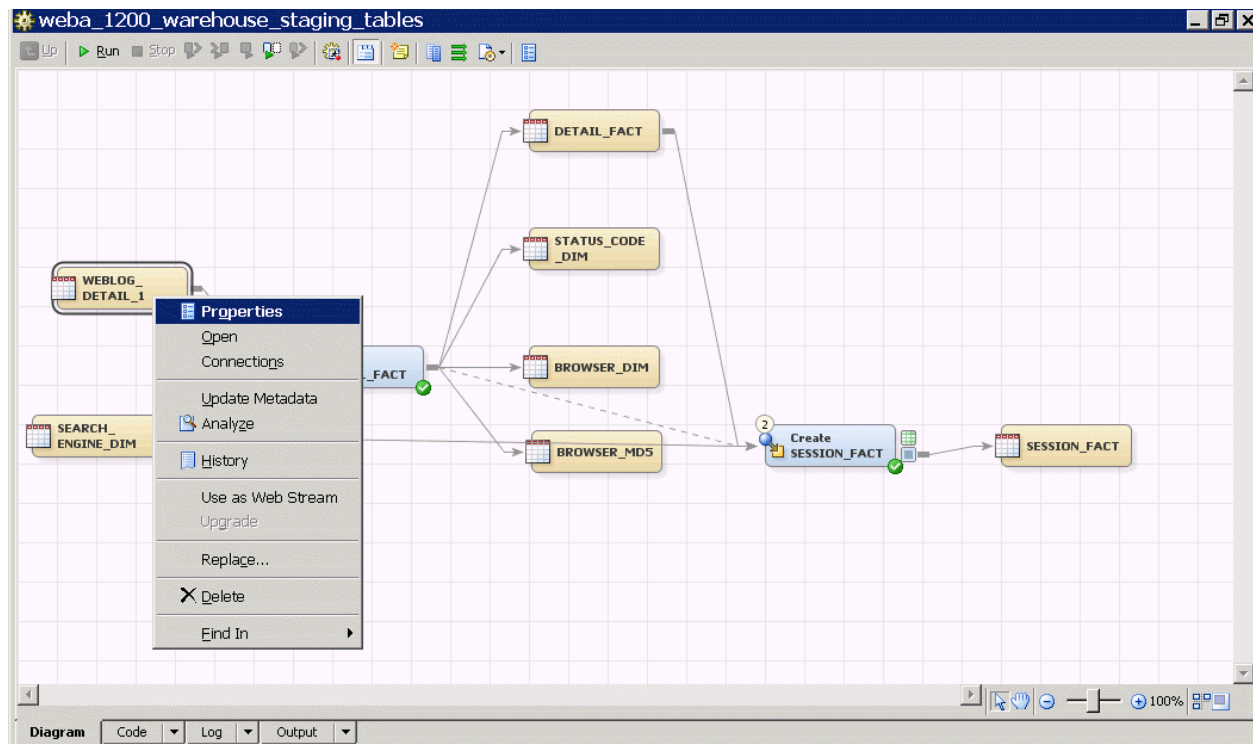 weba_1200_warehouse_staging_tables
Up Run Stop
DETAIL_FACT
STATUS_CODE
_DIM
WEBLOG_
DETAIL_1
Properties
Open
Connections
_FACT
BROWSER_DIM
Update Metadata
Analyze
SEARCH_
ENGINE_DIM
2
Create
SESSION_FACT
SESSION_FACT
BROWSER_MD5
History
Use as Web Stream
Upgrade
Replace...
Delete
Find In
100%
Diagram Code Log Output